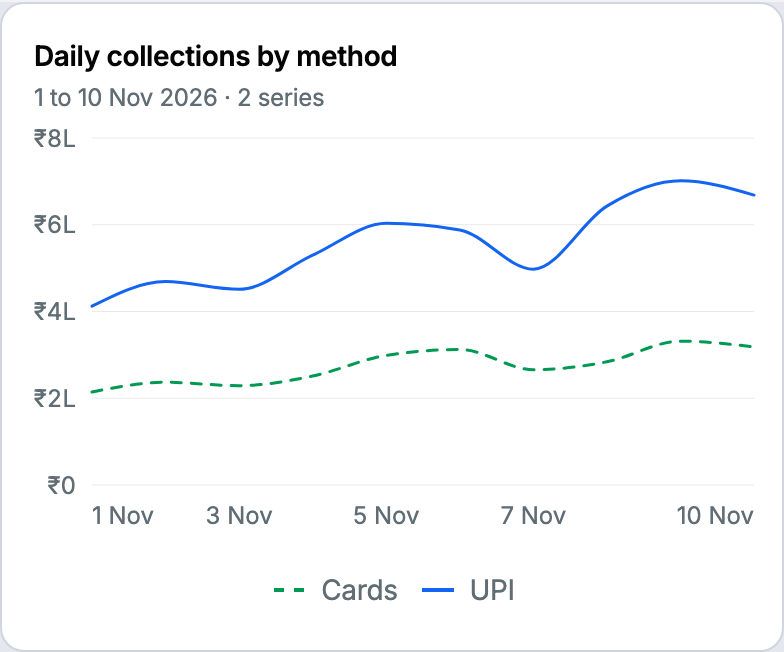 Daily collections by method
1 to 10 Nov 2026 · 2 series
₹8L
₹6L
₹4L
₹2L
₹0
1 Nov 3 Nov 5 Nov 7 Nov 10 Nov
Cards UPI